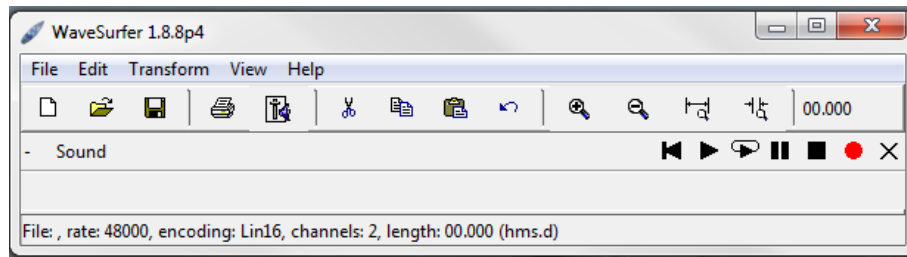 WaveSurfer 1.8.8p4
File Edit Transform View Help
00.000
- Sound
File: , rate: 48000, encoding: Lin16, channels: 2, length: 00.000 (hms.d)